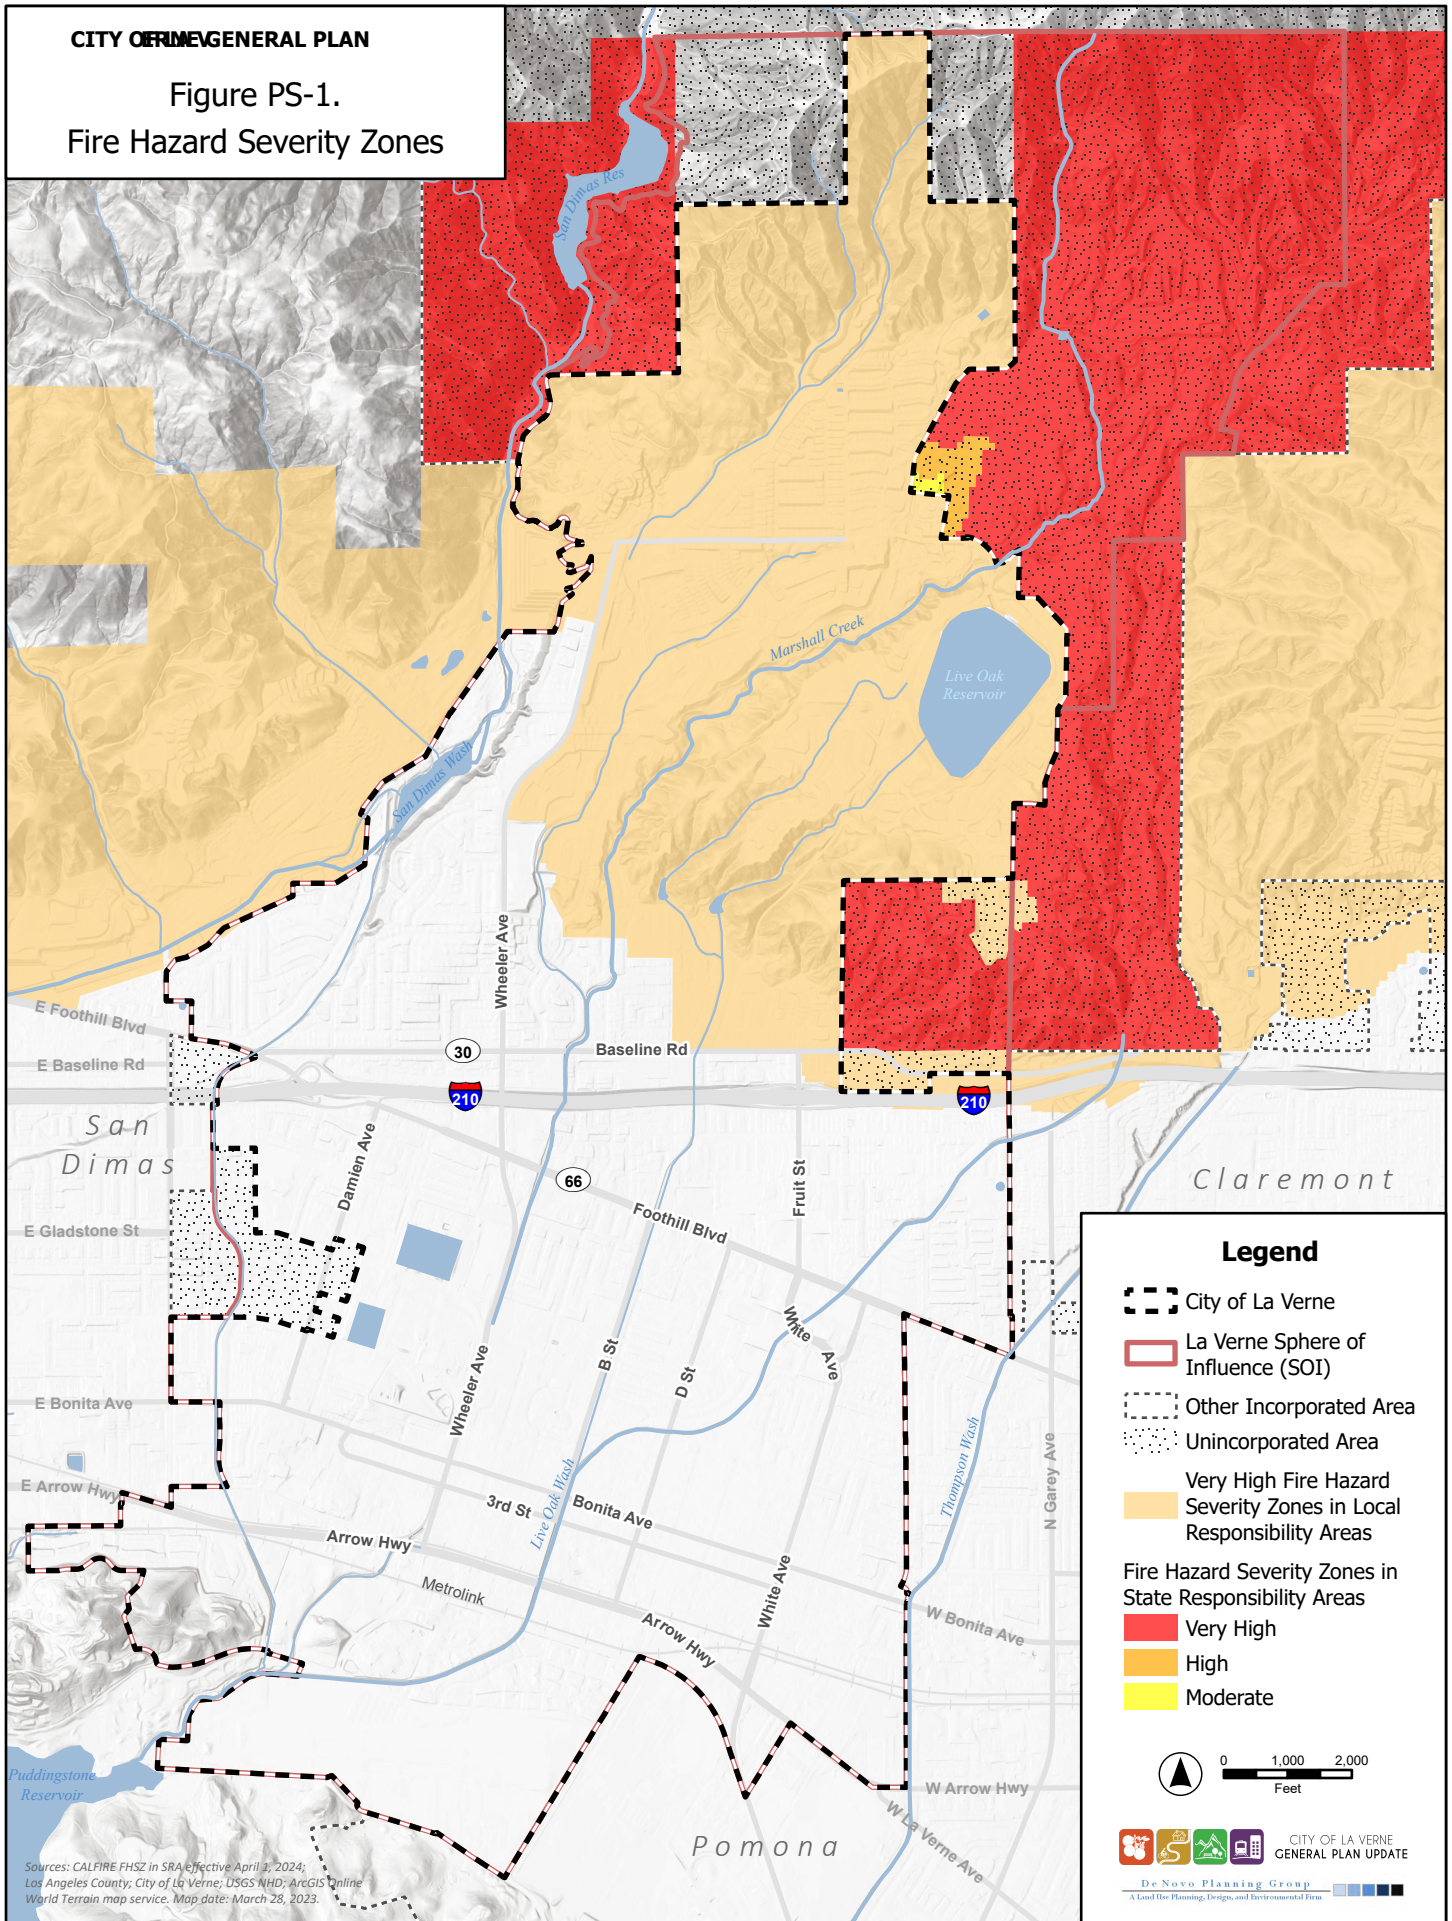 CITY OF LA VERNE GENERAL PLAN
Figure PS-1.
Fire Hazard Severity Zones
San Dimas Res
Marshall Creek
Live Oak
Reservoir
San Dimas Wash
Wheeler Ave
E Foothill Blvd
E Baseline Rd
30
Baseline Rd
210
210
San
Dimas
Damien Ave
66
Foothill Blvd
Fruit St
Claremont
E Gladstone St
White Ave
B St
D St
Wheeler Ave
E Bonita Ave
E Arrow Hwy
3rd St
Bonita Ave
Live Oak Wash
Thompson Wash
N Garey Ave
Arrow Hwy
Metrolink
White Ave
Arrow Hwy
W Bonita Ave
W Arrow Hwy
W La Verne Ave
Puddingstone
Reservoir
Pomona
Legend
City of La Verne
La Verne Sphere of
Influence (SOI)
Other Incorporated Area
Unincorporated Area
Very High Fire Hazard
Severity Zones in Local
Responsibility Areas
Fire Hazard Severity Zones in
State Responsibility Areas
Very High
High
Moderate
0 1,000 2,000
Feet
CITY OF LA VERNE
GENERAL PLAN UPDATE
De Novo Planning Group
A Land Use Planning, Design, and Environmental Firm
Sources: CALFIRE FHSZ in SRA effective April 1, 2024;
Los Angeles County; City of La Verne; USGS NHD; ArcGIS Online
World Terrain map service. Map date: March 28, 2023.